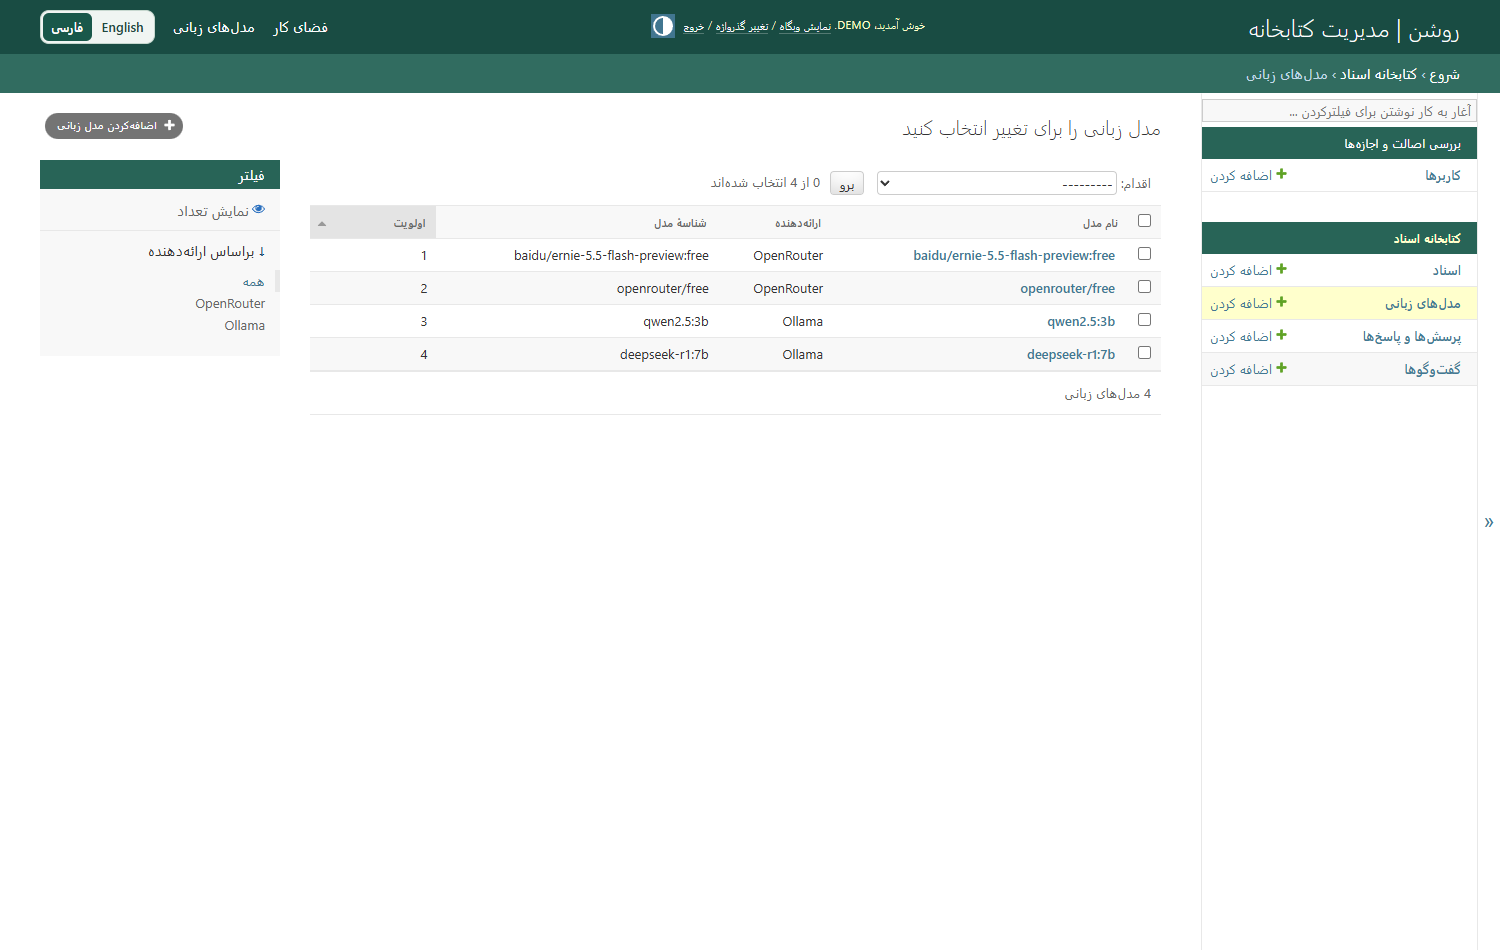 روشن | مدیریت کتابخانه
خوش آمدید، DEMO. نمایش وبگاه / تغییر گذرواژه / خروج
فضای کار
مدل‌های زبانی
English
فارسی
شروع › کتابخانه اسناد › مدل‌های زبانی
آغاز به کار نوشتن برای فیلترکردن ...
بررسی اصالت و اجازه‌ها
کاربرها
اضافه کردن
کتابخانه اسناد
اسناد
اضافه کردن
مدل‌های زبانی
اضافه کردن
پرسش‌ها و پاسخ‌ها
اضافه کردن
گفت‌وگوها
اضافه کردن
»
مدل زبانی را برای تغییر انتخاب کنید
اضافه‌کردن مدل زبانی
اقدام: --------- برو 0 از 4 انتخاب شده‌اند
نام مدل ارائه‌دهنده شناسهٔ مدل اولویت
baidu/ernie-5.5-flash-preview:free OpenRouter baidu/ernie-5.5-flash-preview:free 1
openrouter/free OpenRouter openrouter/free 2
qwen2.5:3b Ollama qwen2.5:3b 3
deepseek-r1:7b Ollama deepseek-r1:7b 4
4 مدل‌های زبانی
فیلتر
نمایش تعداد
↓ براساس ارائه‌دهنده
همه
OpenRouter
Ollama